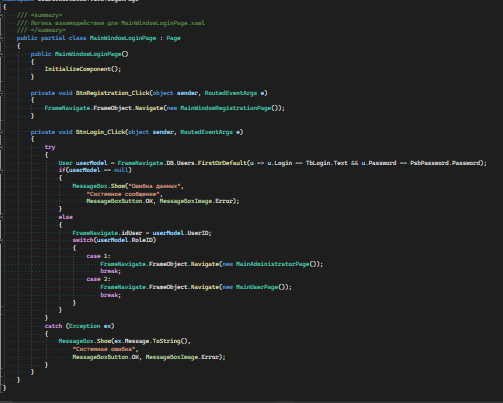 {
/// <summary>
/// Логика взаимодействия для MainWindowLoginPage.xaml
/// </summary>
public partial class MainWindowLoginPage : Page
{
public MainWindowLoginPage()
{
InitializeComponent();
}
private void BtnRegistration_Click(object sender, RoutedEventArgs e)
{
FrameNavigate.FrameObject.Navigate(new MainWindowRegistrationPage());
}
private void BtnLogin_Click(object sender, RoutedEventArgs e)
{
try
{
User userModel = FrameNavigate.DB.Users.FirstOrDefault(u => u.Login == TbLogin.Text && u.Password == PsbPassword.Password);
if(userModel == null)
{
MessageBox.Show("Ошибка данных",
"Системное сообщение",
MessageBoxButton.OK, MessageBoxImage.Error);
}
else
{
FrameNavigate.idUser = userModel.UserID;
switch(userModel.RoleID)
{
case 1:
FrameNavigate.FrameObject.Navigate(new MainAdministratorPage());
break;
case 2:
FrameNavigate.FrameObject.Navigate(new MainUserPage());
break;
}
}
}
catch (Exception ex)
{
MessageBox.Show(ex.Message.ToString(),
"Системная ошибка",
MessageBoxButton.OK, MessageBoxImage.Error);
}
}
}
}